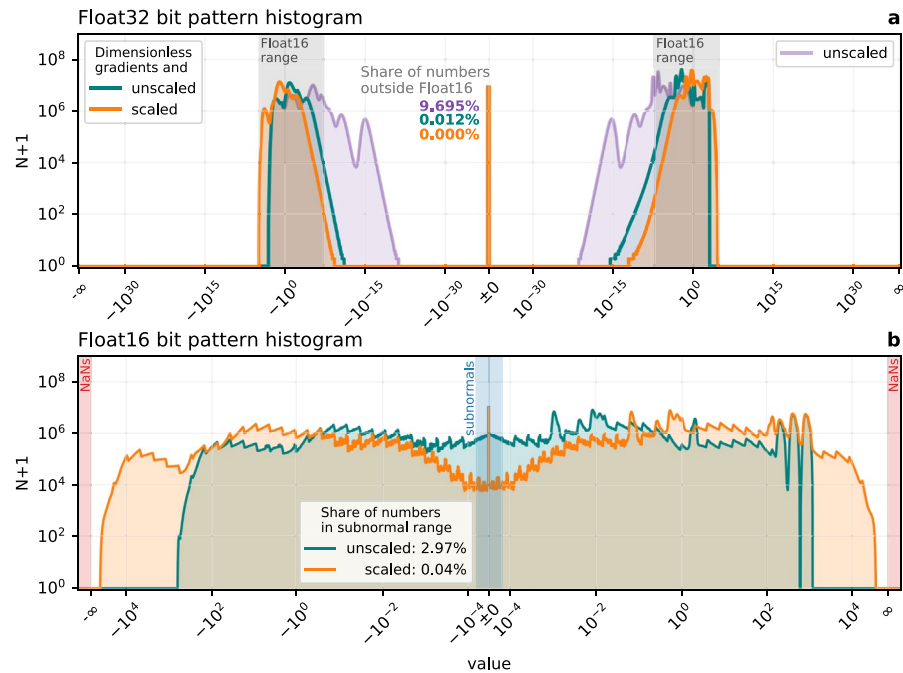 Float32 bit pattern histogram
a
Dimensionless
gradients and
unscaled
scaled
Float16
range
Share of numbers
outside Float16
9.695%
0.012%
0.000%
Float16
range
unscaled
N+1
10⁸
10⁶
10⁴
10²
10⁰
−∞
−10³⁰
−10¹⁵
−10⁰
−10⁻¹⁵
−10⁻³⁰
±0
10⁻³⁰
10⁻¹⁵
10⁰
10¹⁵
10³⁰
∞
Float16 bit pattern histogram
b
NaNs
subnormals
NaNs
N+1
10⁸
10⁶
10⁴
10²
10⁰
Share of numbers
in subnormal range
unscaled: 2.97%
scaled: 0.04%
−∞
−10⁴
−10²
−10⁰
−10⁻²
−10⁻⁴
±0
10⁻⁴
10⁻²
10⁰
10²
10⁴
∞
value